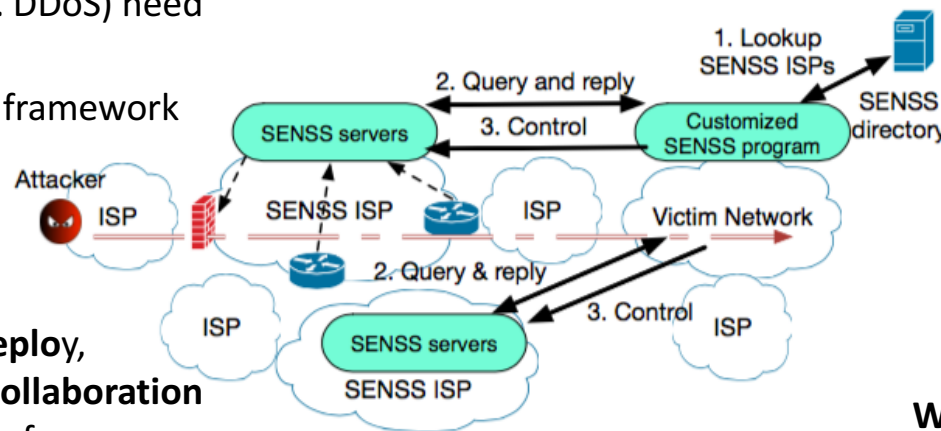 DDoS) need
framework
1. Lookup
SENSS ISPs
2. Query and reply
SENSS
directory
SENSS servers
3. Control
Customized
SENSS program
Attacker
ISP
SENSS ISP
ISP
Victim Network
2. Query & reply
3. Control
ISP
ISP
SENSS servers
SENSS ISP
eploy,
ollaboration
W